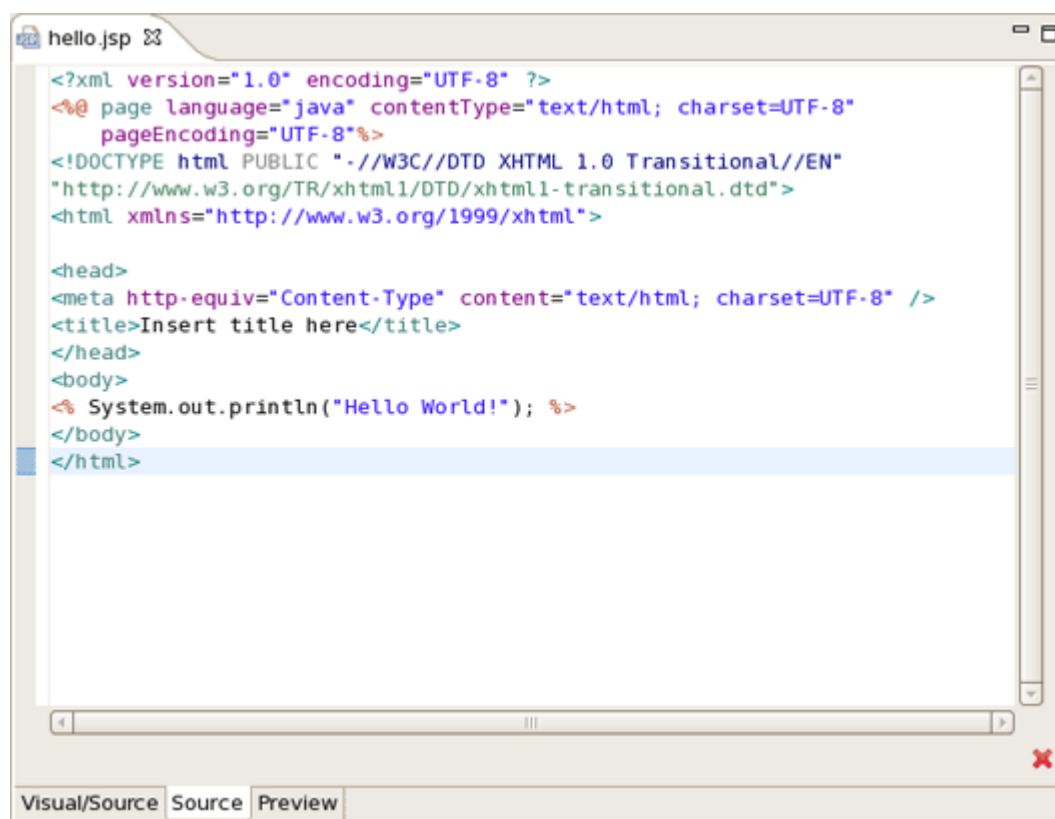 hello.jsp
<?xml version="1.0" encoding="UTF-8" ?>
<%@ page language="java" contentType="text/html; charset=UTF-8"
    pageEncoding="UTF-8"%>
<!DOCTYPE html PUBLIC "-//W3C//DTD XHTML 1.0 Transitional//EN"
"http://www.w3.org/TR/xhtml1/DTD/xhtml1-transitional.dtd">
<html xmlns="http://www.w3.org/1999/xhtml">
<head>
<meta http-equiv="Content-Type" content="text/html; charset=UTF-8" />
<title>Insert title here</title>
</head>
<body>
<% System.out.println("Hello World!"); %>
</body>
</html>
Visual/Source Source Preview